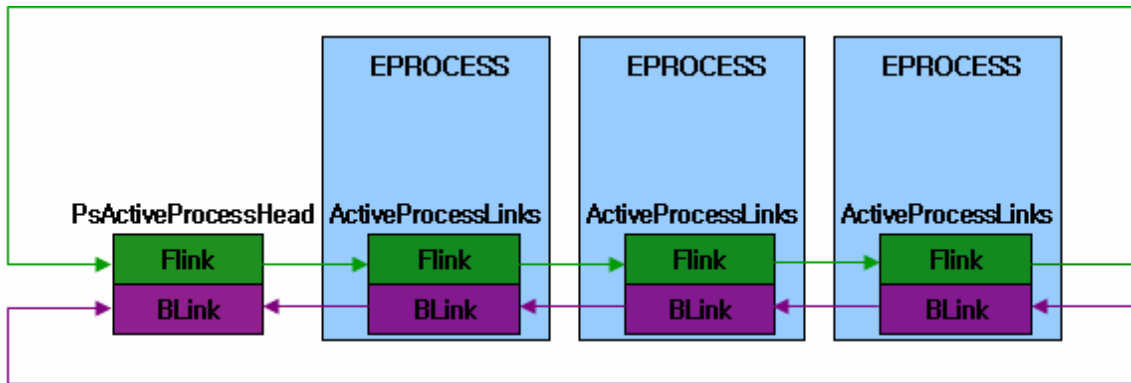 EPROCESS EPROCESS EPROCESS
PsActiveProcessHead ActiveProcessLinks ActiveProcessLinks ActiveProcessLinks
Flink Flink Flink Flink
BLink BLink BLink BLink